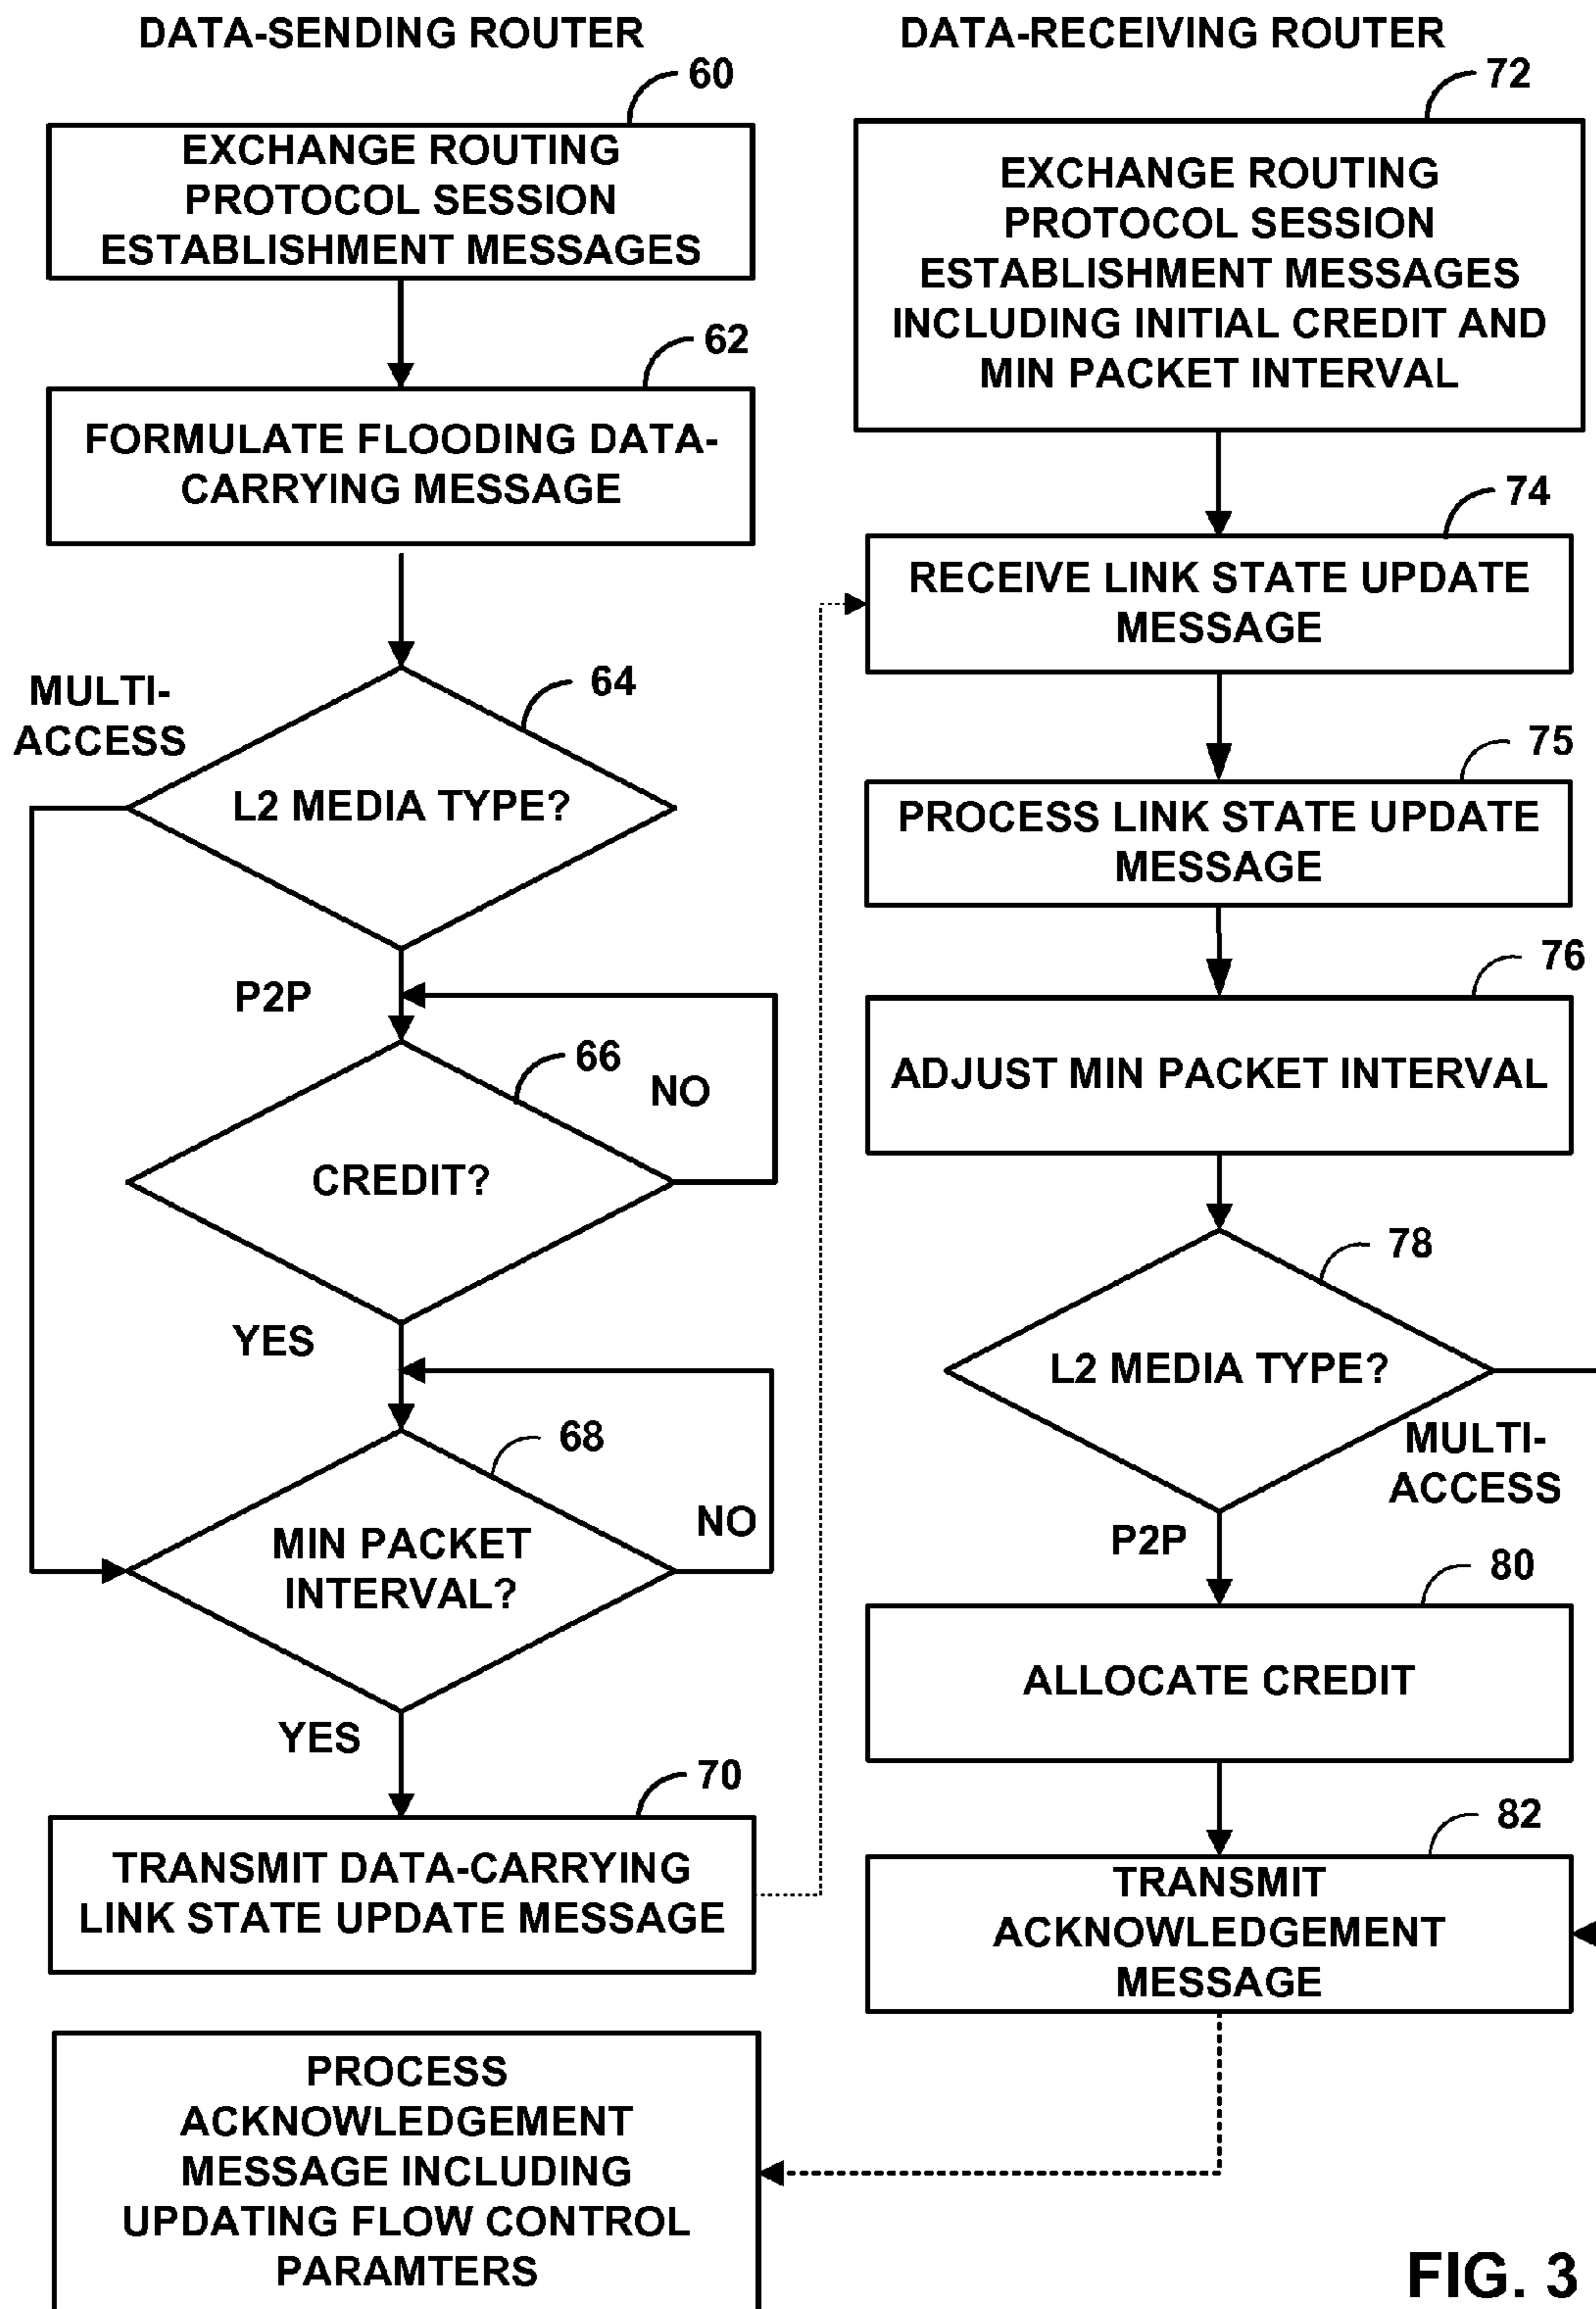 DATA-SENDING ROUTER
60
EXCHANGE ROUTING
PROTOCOL SESSION
ESTABLISHMENT MESSAGES
62
FORMULATE FLOODING DATA-
CARRYING MESSAGE
64
MULTI-
ACCESS
L2 MEDIA TYPE?
P2P
66
NO
CREDIT?
YES
68
NO
MIN PACKET
INTERVAL?
YES
70
TRANSMIT DATA-CARRYING
LINK STATE UPDATE MESSAGE
PROCESS
ACKNOWLEDGEMENT
MESSAGE INCLUDING
UPDATING FLOW CONTROL
PARAMTERS
DATA-RECEIVING ROUTER
72
EXCHANGE ROUTING
PROTOCOL SESSION
ESTABLISHMENT MESSAGES
INCLUDING INITIAL CREDIT AND
MIN PACKET INTERVAL
74
RECEIVE LINK STATE UPDATE
MESSAGE
75
PROCESS LINK STATE UPDATE
MESSAGE
76
ADJUST MIN PACKET INTERVAL
78
L2 MEDIA TYPE?
MULTI-
ACCESS
P2P
80
ALLOCATE CREDIT
82
TRANSMIT
ACKNOWLEDGEMENT
MESSAGE
FIG. 3